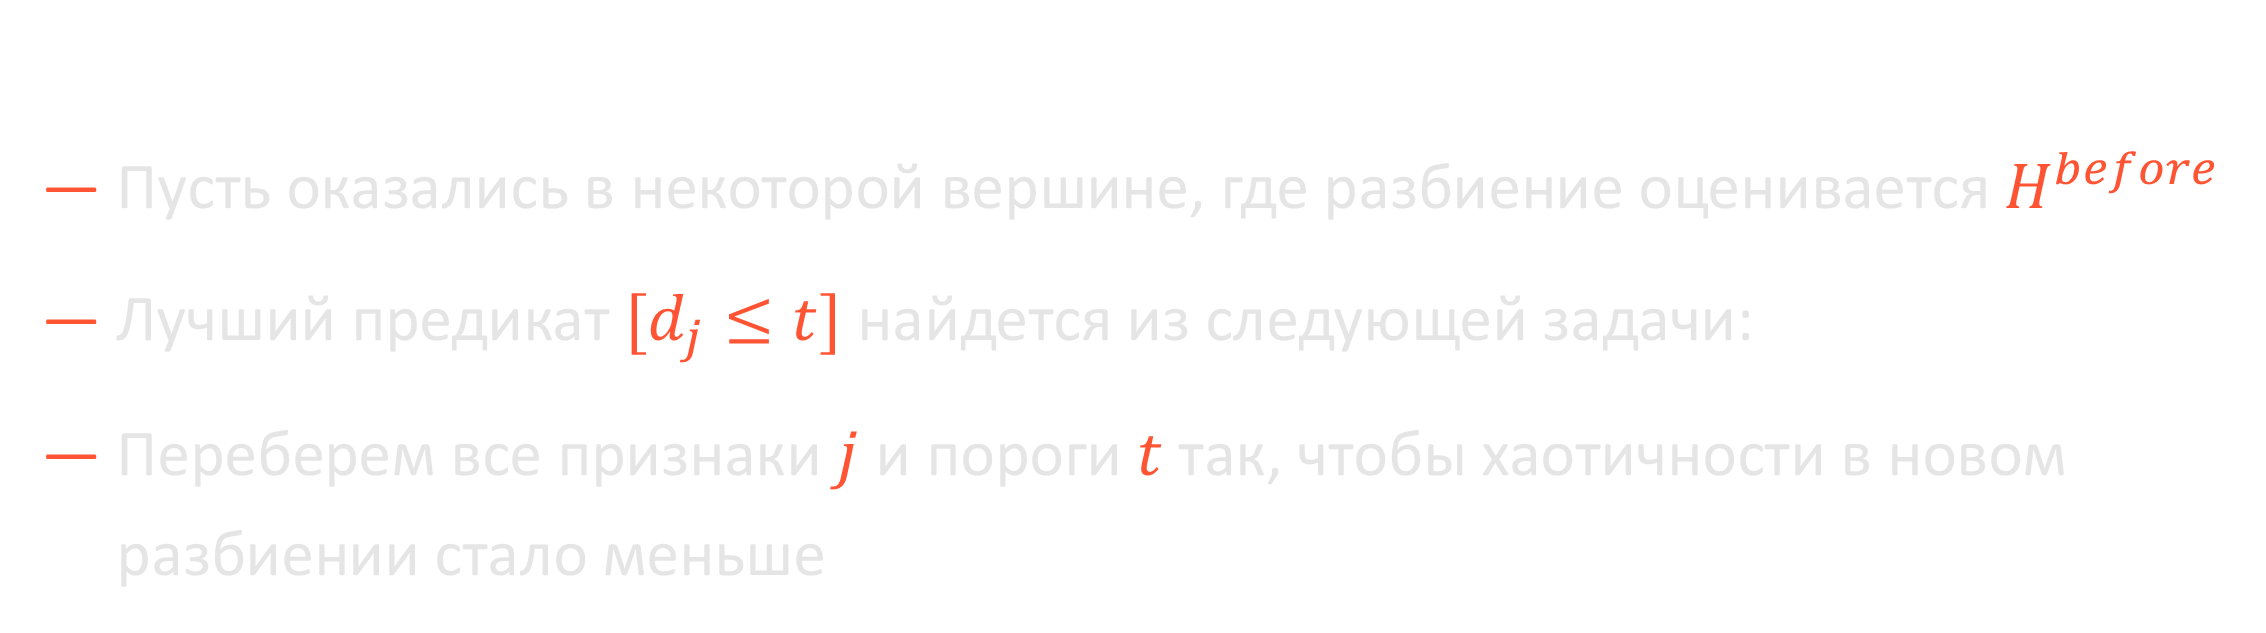 — Пусть оказались в некоторой вершине, где разбиение оценивается H^before
— Лучший предикат [d_j ≤ t] найдется из следующей задачи:
— Переберем все признаки j и пороги t так, чтобы хаотичности в новом
разбиении стало меньше